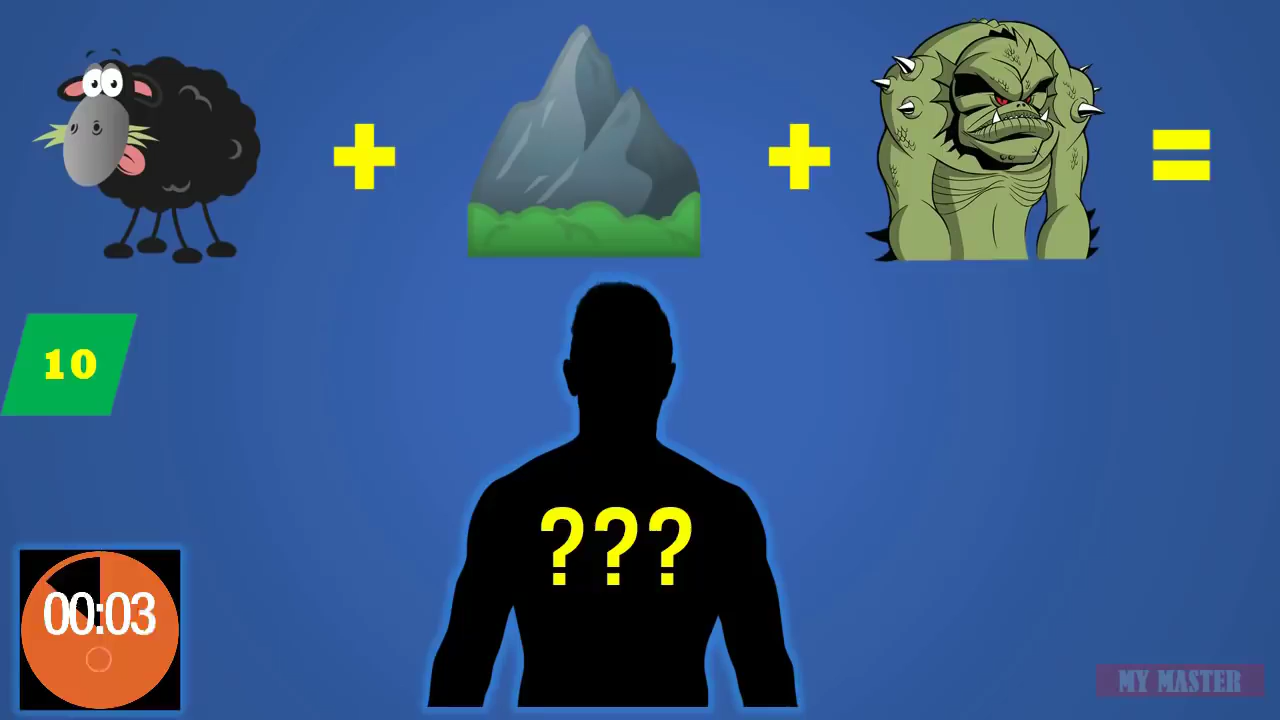 + + =
10
???
00:03
MY MASTER